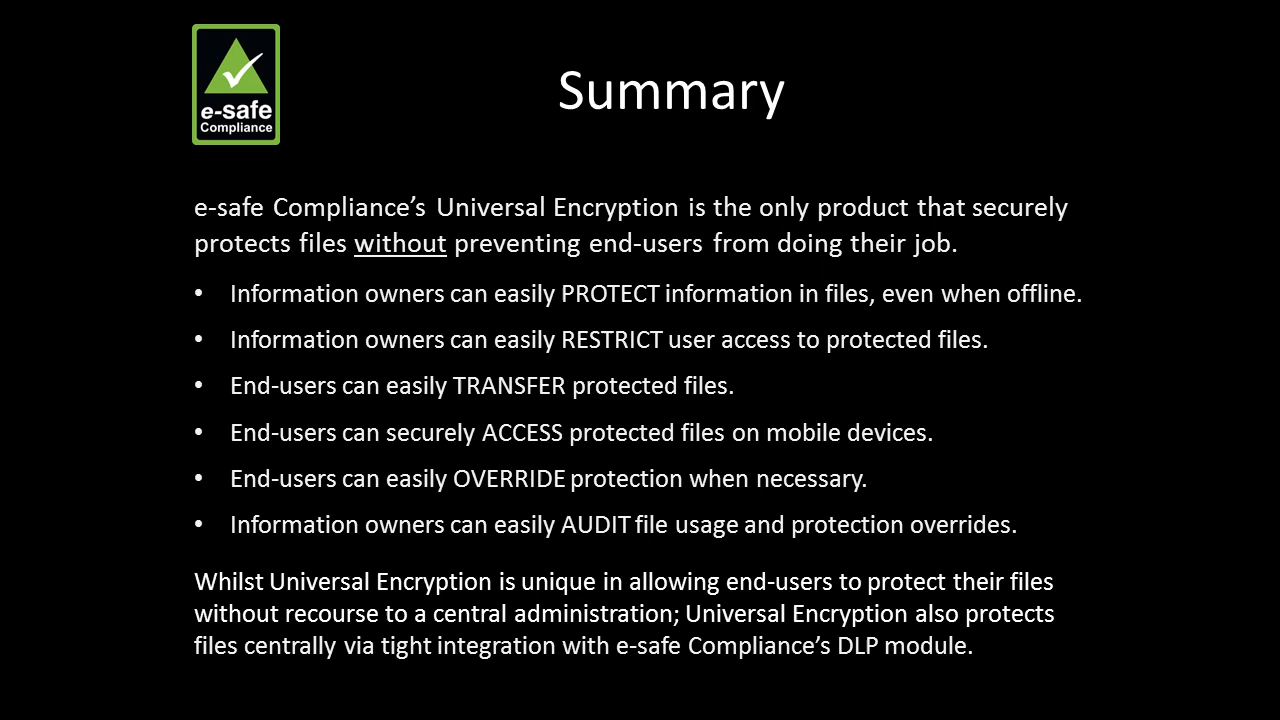 e-safe
Compliance
Summary
e-safe Compliance’s Universal Encryption is the only product that securely
protects files without preventing end-users from doing their job.
• Information owners can easily PROTECT information in files, even when offline.
• Information owners can easily RESTRICT user access to protected files.
• End-users can easily TRANSFER protected files.
• End-users can securely ACCESS protected files on mobile devices.
• End-users can easily OVERRIDE protection when necessary.
• Information owners can easily AUDIT file usage and protection overrides.
Whilst Universal Encryption is unique in allowing end-users to protect their files
without recourse to a central administration; Universal Encryption also protects
files centrally via tight integration with e-safe Compliance’s DLP module.